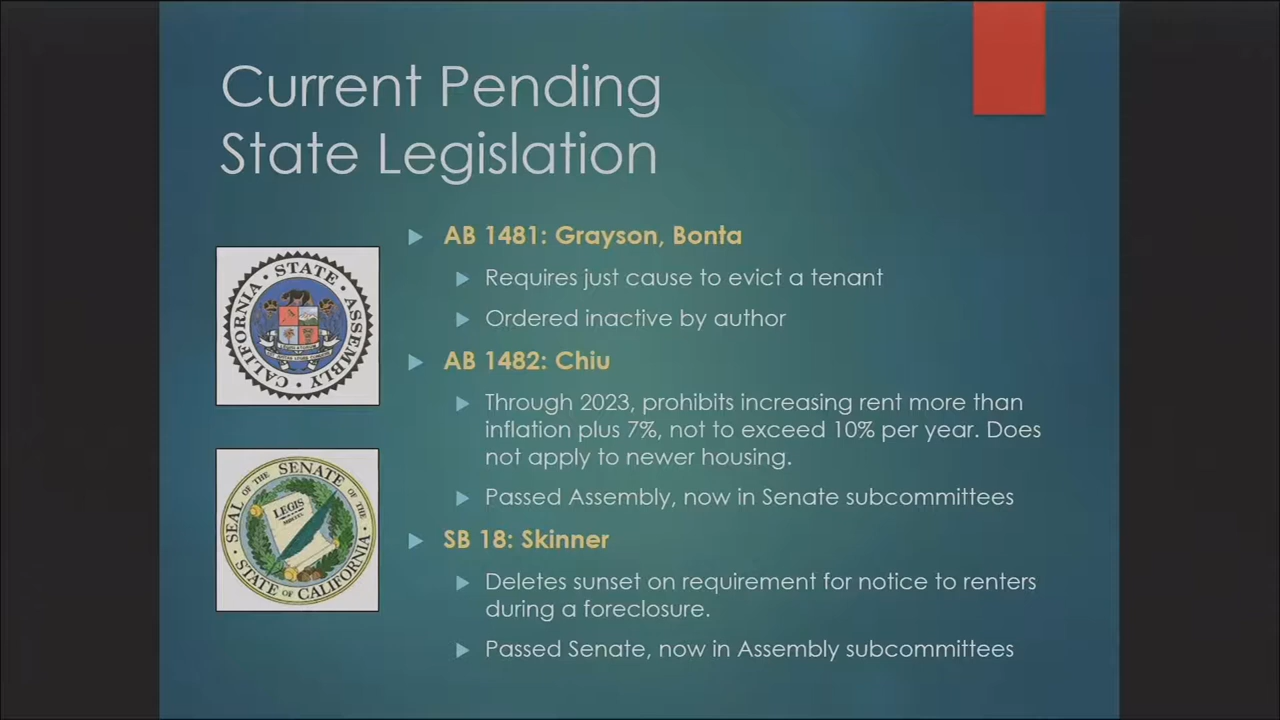 Current Pending
State Legislation
AB 1481: Grayson, Bonta
Requires just cause to evict a tenant
Ordered inactive by author
AB 1482: Chiu
Through 2023, prohibits increasing rent more than
inflation plus 7%, not to exceed 10% per year. Does
not apply to newer housing.
Passed Assembly, now in Senate subcommittees
SB 18: Skinner
Deletes sunset on requirement for notice to renters
during a foreclosure.
Passed Senate, now in Assembly subcommittees
CALIFORNIA • STATE • ASSEMBLY •
SEAL OF THE SENATE OF THE STATE OF CALIFORNIA
LEGIS